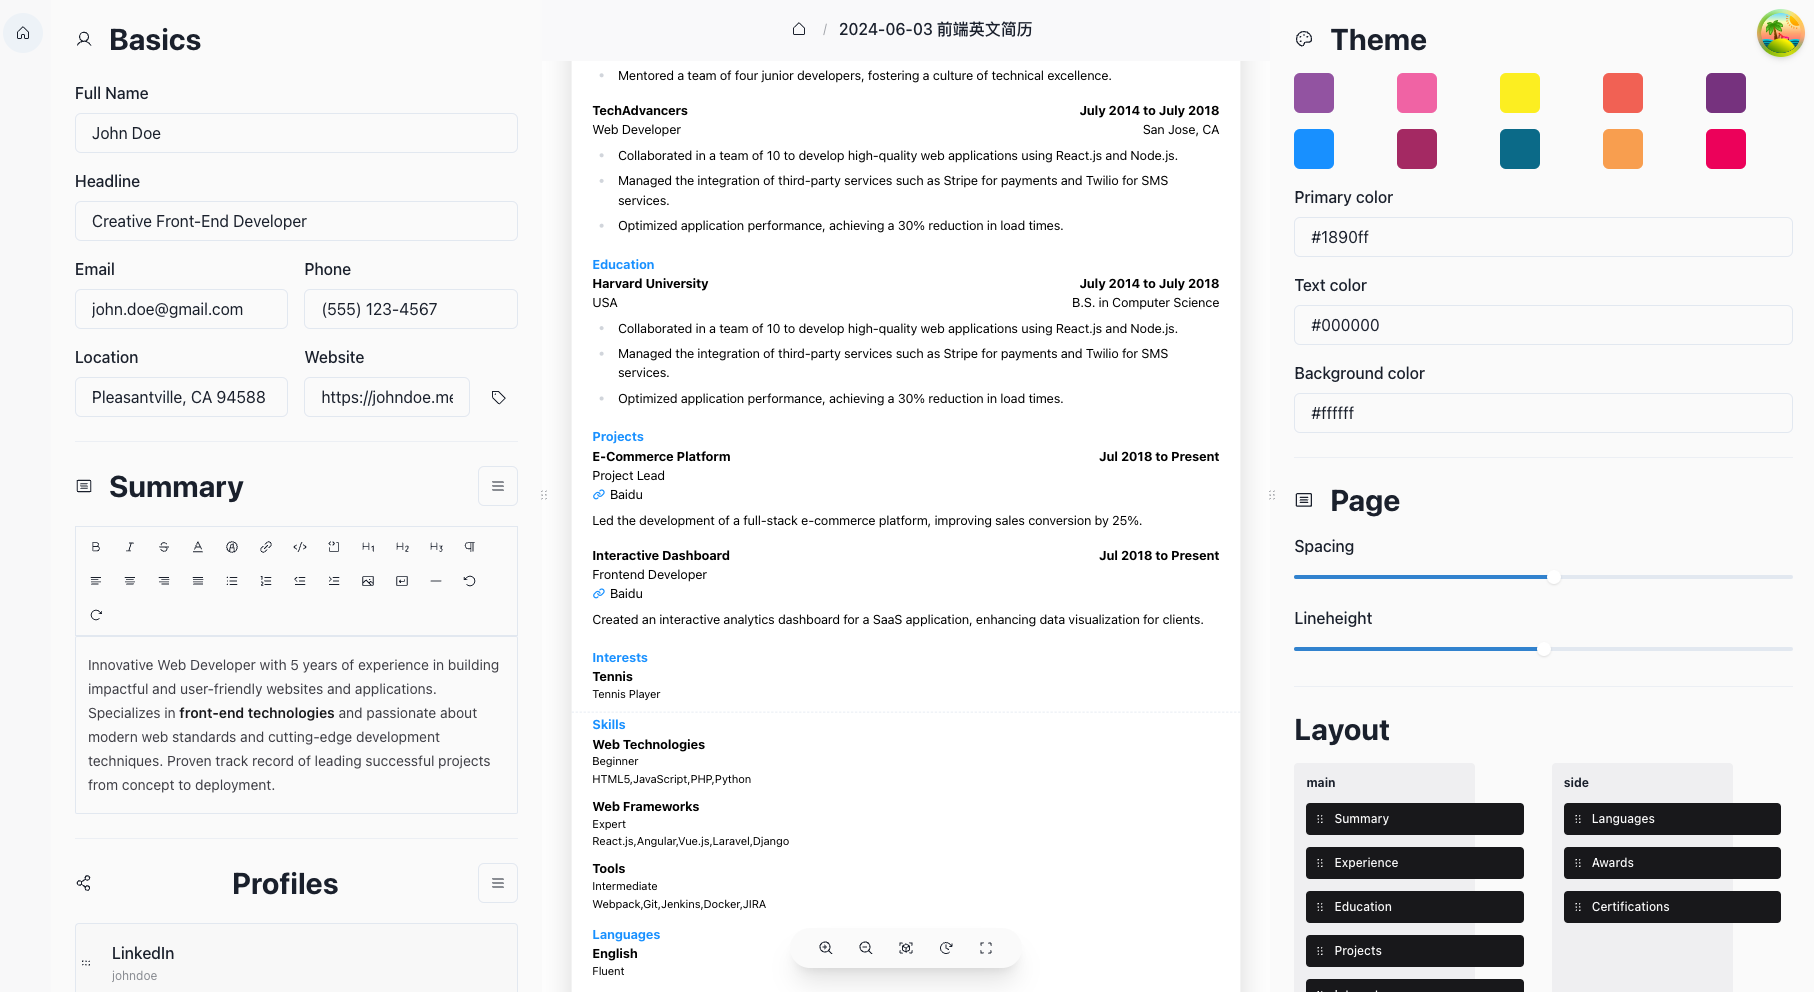 Basics
Full Name
John Doe
Headline
Creative Front-End Developer
Email
Phone
john.doe@gmail.com
(555) 123-4567
Location
Website
Pleasantville, CA 94588
https://johndoe.me
Summary
B I S A H1 H2 H3
Innovative Web Developer with 5 years of experience in building
impactful and user-friendly websites and applications.
Specializes in front-end technologies and passionate about
modern web standards and cutting-edge development
techniques. Proven track record of leading successful projects
from concept to deployment.
Profiles
LinkedIn
johndoe
/ 2024-06-03 前端英文简历
Mentored a team of four junior developers, fostering a culture of technical excellence.
TechAdvancers
July 2014 to July 2018
Web Developer
San Jose, CA
Collaborated in a team of 10 to develop high-quality web applications using React.js and Node.js.
Managed the integration of third-party services such as Stripe for payments and Twilio for SMS
services.
Optimized application performance, achieving a 30% reduction in load times.
Education
Harvard University
July 2014 to July 2018
USA
B.S. in Computer Science
Collaborated in a team of 10 to develop high-quality web applications using React.js and Node.js.
Managed the integration of third-party services such as Stripe for payments and Twilio for SMS
services.
Optimized application performance, achieving a 30% reduction in load times.
Projects
E-Commerce Platform
Jul 2018 to Present
Project Lead
Baidu
Led the development of a full-stack e-commerce platform, improving sales conversion by 25%.
Interactive Dashboard
Jul 2018 to Present
Frontend Developer
Baidu
Created an interactive analytics dashboard for a SaaS application, enhancing data visualization for clients.
Interests
Tennis
Tennis Player
Skills
Web Technologies
Beginner
HTML5,JavaScript,PHP,Python
Web Frameworks
Expert
React.js,Angular,Vue.js,Laravel,Django
Tools
Intermediate
Webpack,Git,Jenkins,Docker,JIRA
Languages
English
Fluent
Theme
Primary color
#1890ff
Text color
#000000
Background color
#ffffff
Page
Spacing
Lineheight
Layout
main
Summary
Experience
Education
Projects
side
Languages
Awards
Certifications